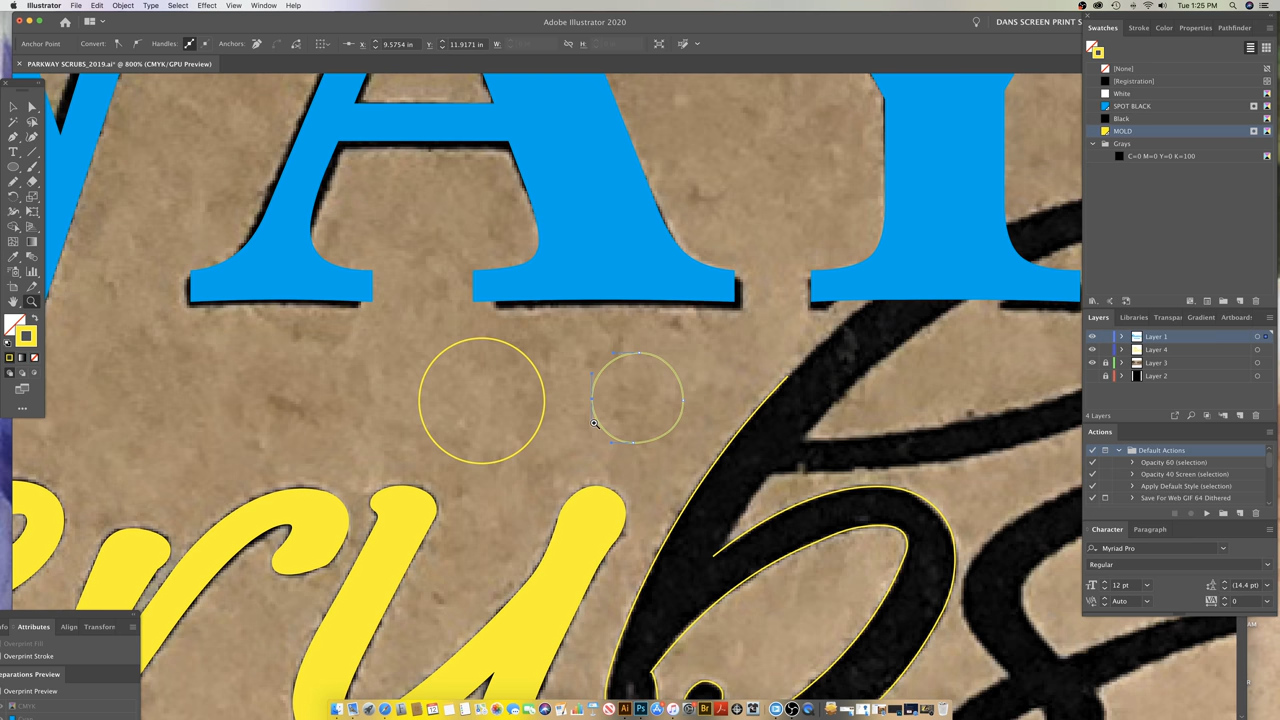 Illustrator File Edit Object Type Select Effect View Window Help Tue 1:25 PM
Adobe Illustrator 2020 DANS SCREEN PRINT S
Anchor Point Convert: Handles: Anchors: X: 9.5754 in Y: 11.9171 in W: H:
PARKWAY SCRUBS_2019.ai* @ 800% (CMYK/GPU Preview)
Swatches Stroke Color Properties Pathfinder
[None]
[Registration]
White
SPOT BLACK
Black
MOLD
Grays
C=0 M=0 Y=0 K=100
Layers Libraries Transpar Gradient Artboard
Layer 1
Layer 4
Layer 3
Layer 2
4 Layers
Actions
Default Actions
Opacity 60 (selection)
Opacity 40 Screen (selection)
Apply Default Style (selection)
Save For Web GIF 64 Dithered
Character Paragraph
Myriad Pro
Regular
12 pt (14.4 pt)
Auto 0
Attributes Align Transform
Overprint Fill
Overprint Stroke
eparations Preview
Overprint Preview
CMYK